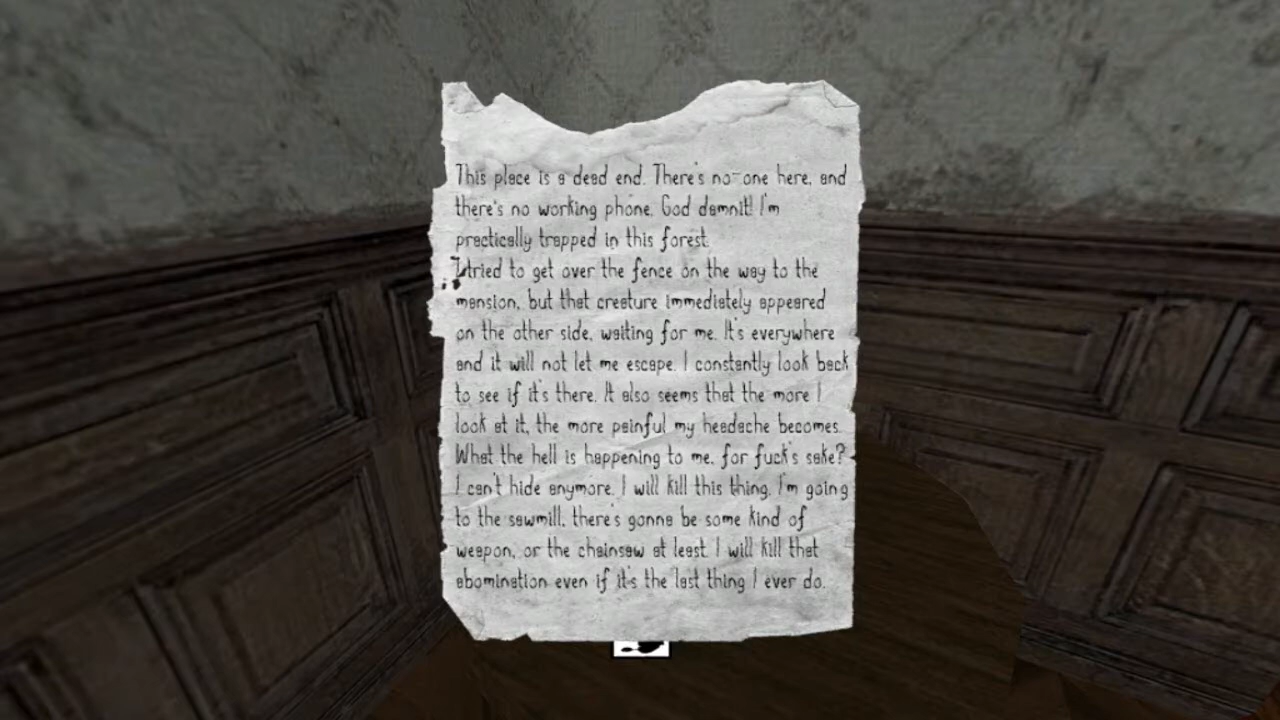 This place is a dead end. There's no-one here, and
there's no working phone. God damnit! I'm
practically trapped in this forest.
I tried to get over the fence on the way to the
mansion, but that creature immediately appeared
on the other side, waiting for me. It's everywhere
and it will not let me escape. I constantly look back
to see if it's there. It also seems that the more I
look at it, the more painful my headache becomes.
What the hell is happening to me, for fuck's sake?
I can't hide anymore. I will kill this thing. I'm going
to the sawmill, there's gonna be some kind of
weapon, or the chainsaw at least. I will kill that
abomination even if it's the last thing I ever do.